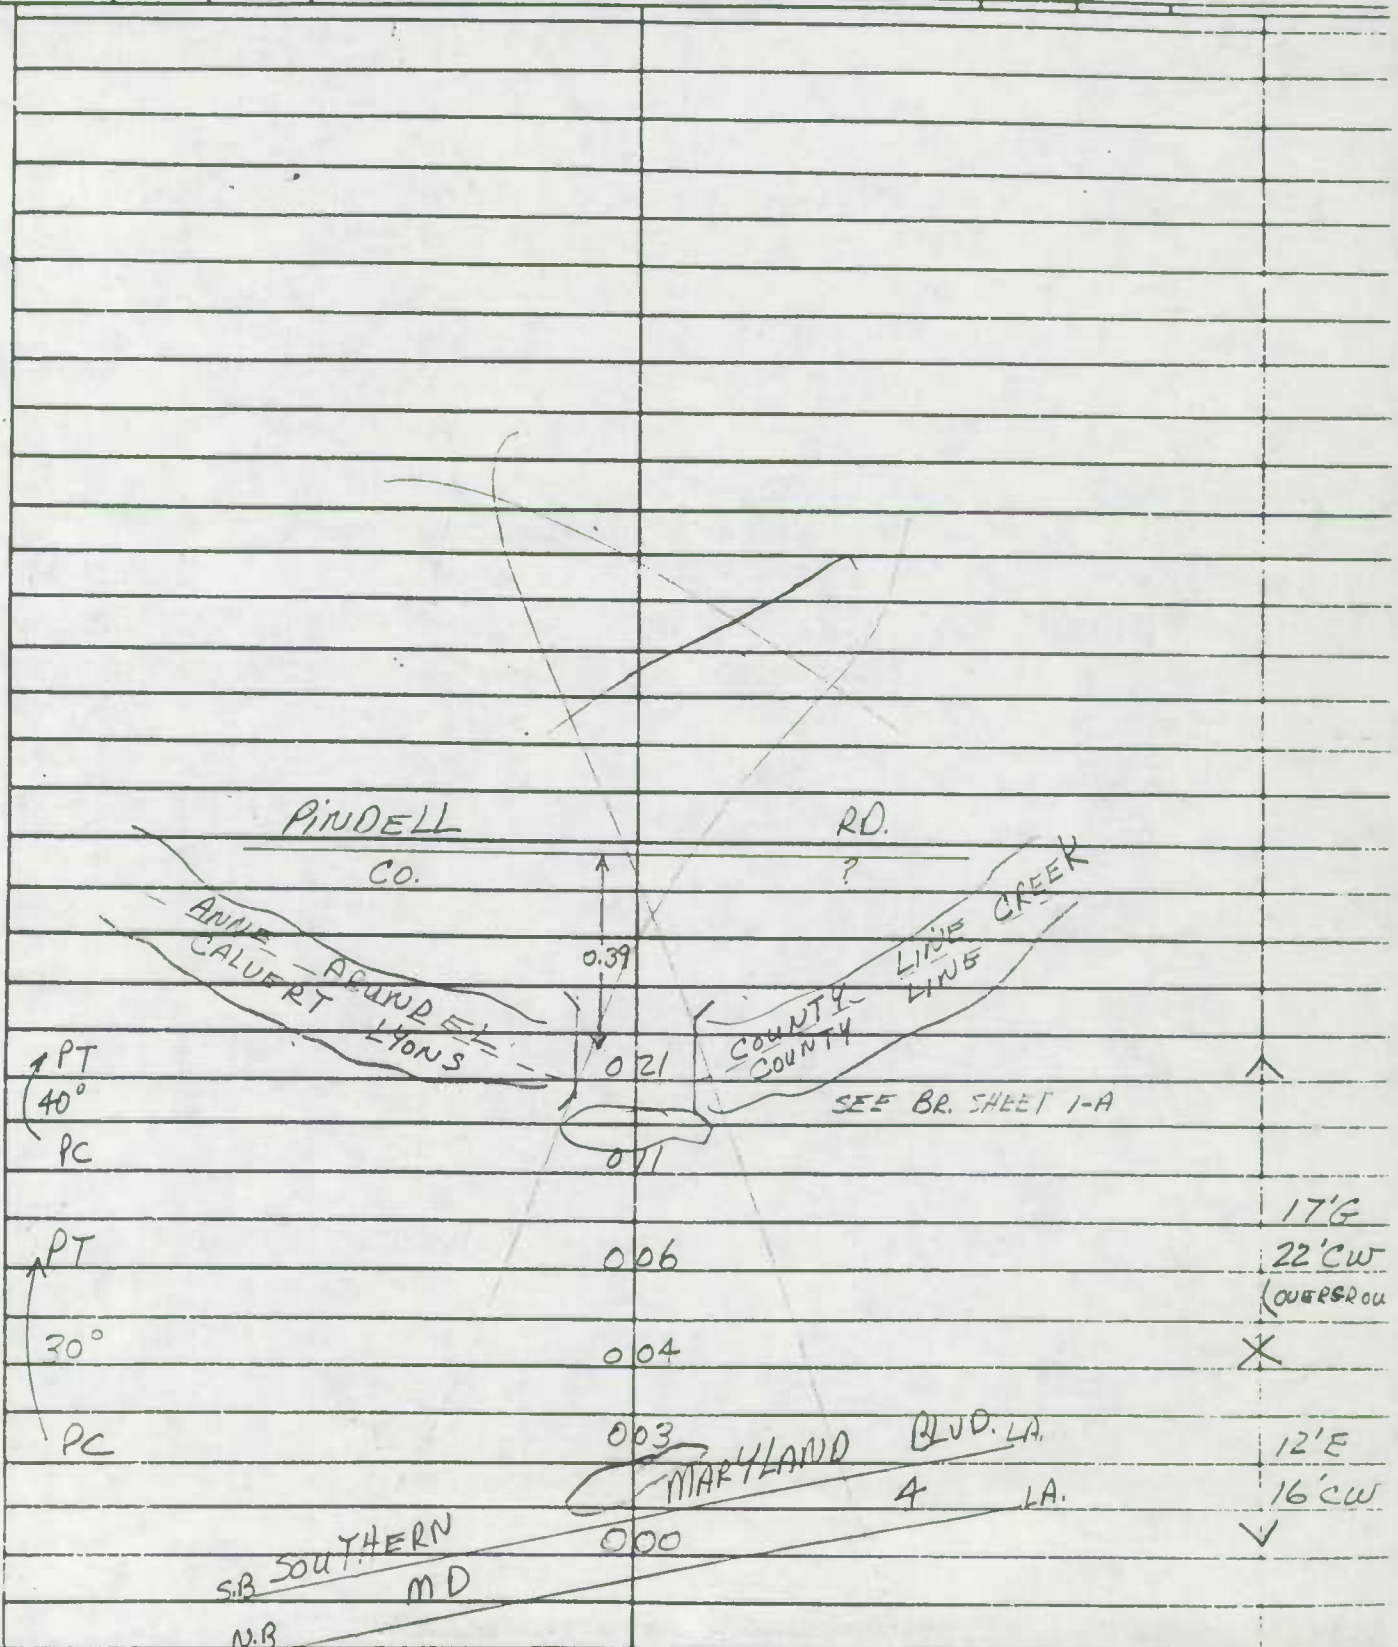 PINDELL RD.
CO. ?
ANNE ARUNDEL COUNTY LINE CREEK
CALVERT LYONS COUNTY LINE
0.39
PT 0 21
40° SEE BR. SHEET 1-A
PC 0 11
17'G
PT 0 06 22'CW
(OVERGROU
30° 0 04
PC 0 03 12'E
MARYLAND BLVD. LA.
4 LA. 16'CW
0 00
S.B SOUTHERN
MD
N.B